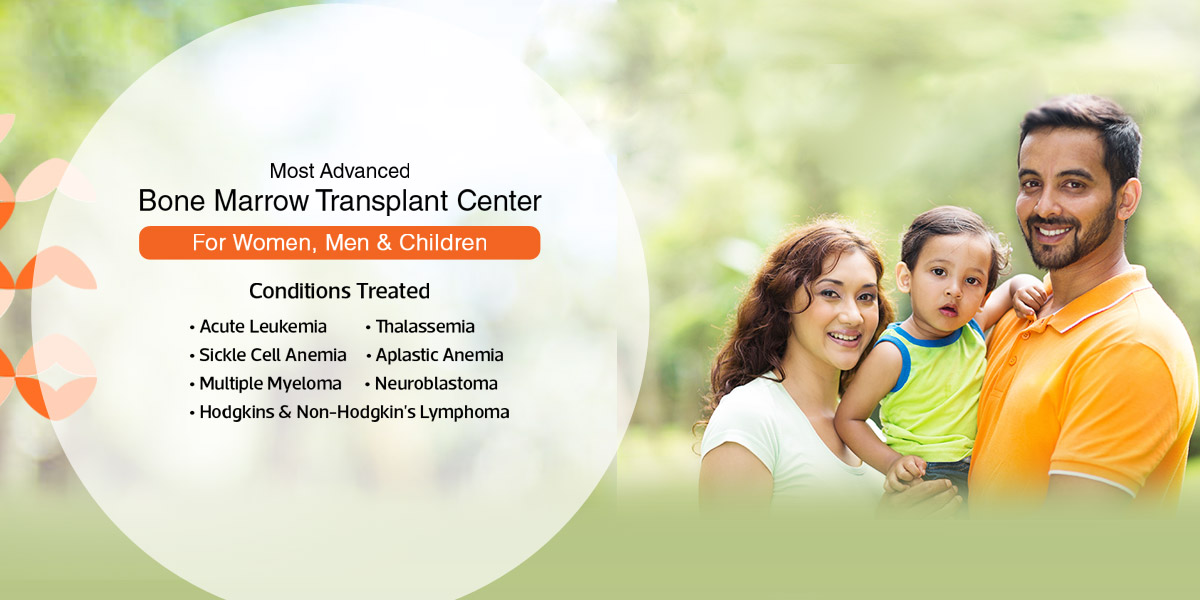 Most Advanced
Bone Marrow Transplant Center
For Women, Men & Children
Conditions Treated
• Acute Leukemia • Thalassemia
• Sickle Cell Anemia • Aplastic Anemia
• Multiple Myeloma • Neuroblastoma
• Hodgkins & Non-Hodgkin's Lymphoma